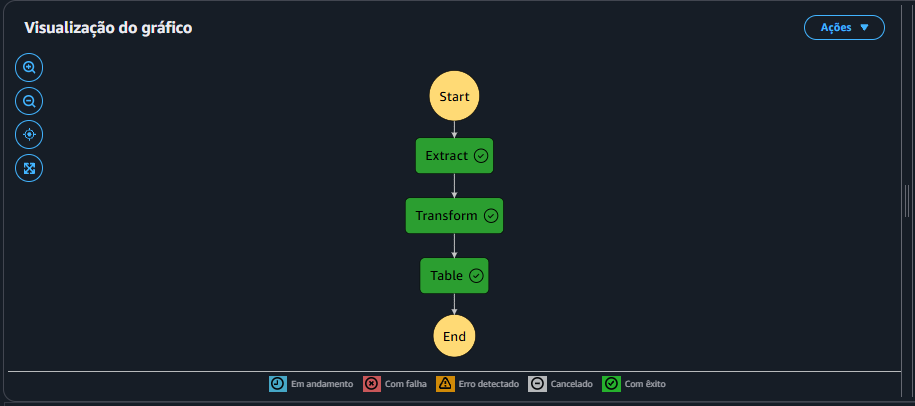 Visualização do gráfico
Ações
Start
Extract
Transform
Table
End
Em andamento
Com falha
Erro detectado
Cancelado
Com êxito